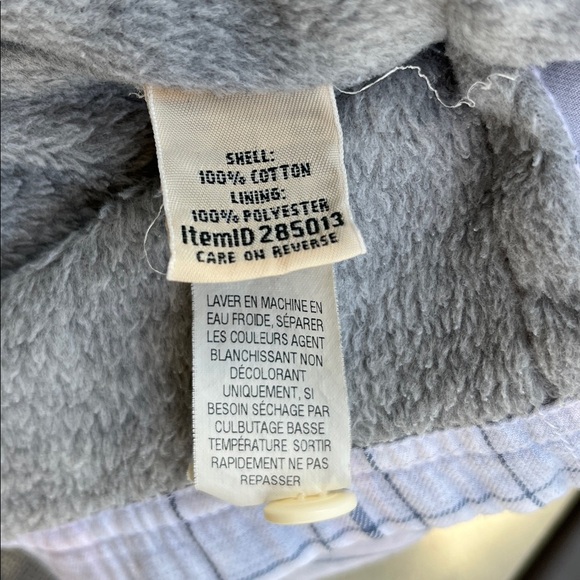 SHELL:
100% COTTON
LINING:
100% POLYESTER
ItemID 285013
CARE ON REVERSE
LAVER EN MACHINE EN
EAU FROIDE, SÉPARER
LES COULEURS AGENT
BLANCHISSANT NON
DÉCOLORANT
UNIQUEMENT, SI
BESOIN SÉCHAGE PAR
CULBUTAGE BASSE
TEMPÉRATURE SORTIR
RAPIDEMENT NE PAS
REPASSER